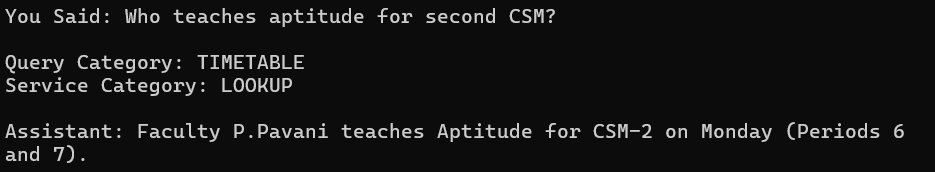 You Said: Who teaches aptitude for second CSM?
Query Category: TIMETABLE
Service Category: LOOKUP
Assistant: Faculty P.Pavani teaches Aptitude for CSM-2 on Monday (Periods 6
and 7).